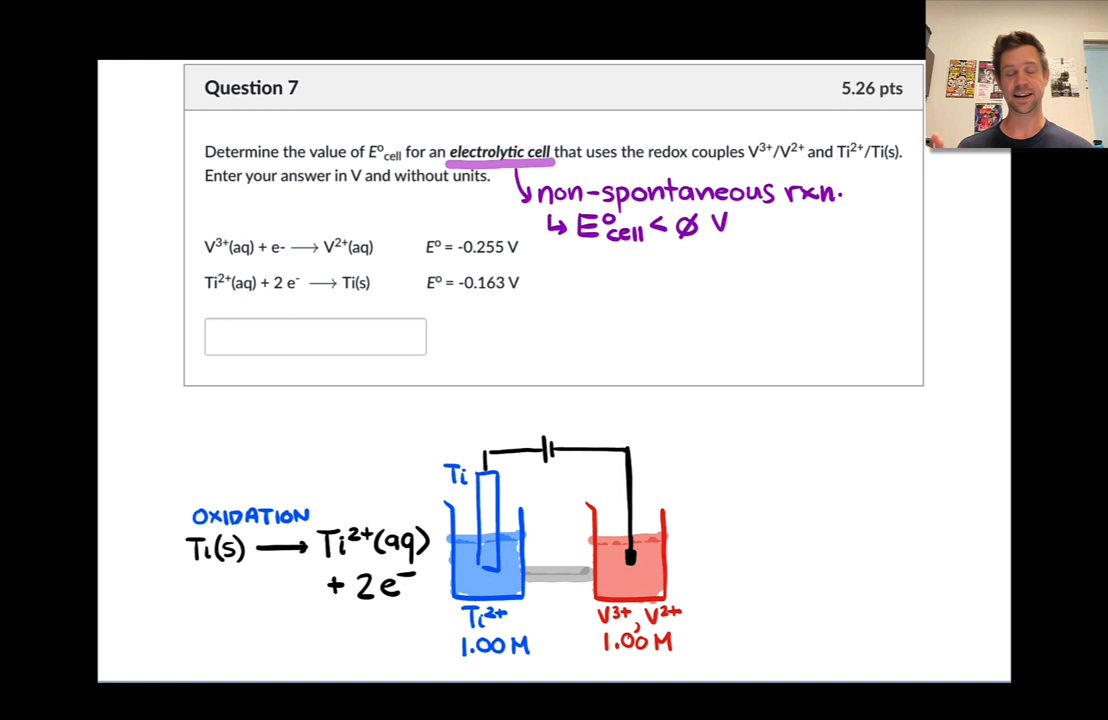 Question 7
5.26 pts
Determine the value of E⁰cell for an electrolytic cell that uses the redox couples V³⁺/V²⁺ and Ti²⁺/Ti(s).
Enter your answer in V and without units.
non-spontaneous rxn.
↳ E°cell < ∅ V
V³⁺(aq) + e- ⟶ V²⁺(aq) E⁰ = -0.255 V
Ti²⁺(aq) + 2 e⁻ ⟶ Ti(s) E⁰ = -0.163 V
Ti
OXIDATION
Ti(s) ⟶ Ti²⁺(aq)
+ 2e⁻
Ti²⁺
1.00 M
V³⁺, V²⁺
1.00 M